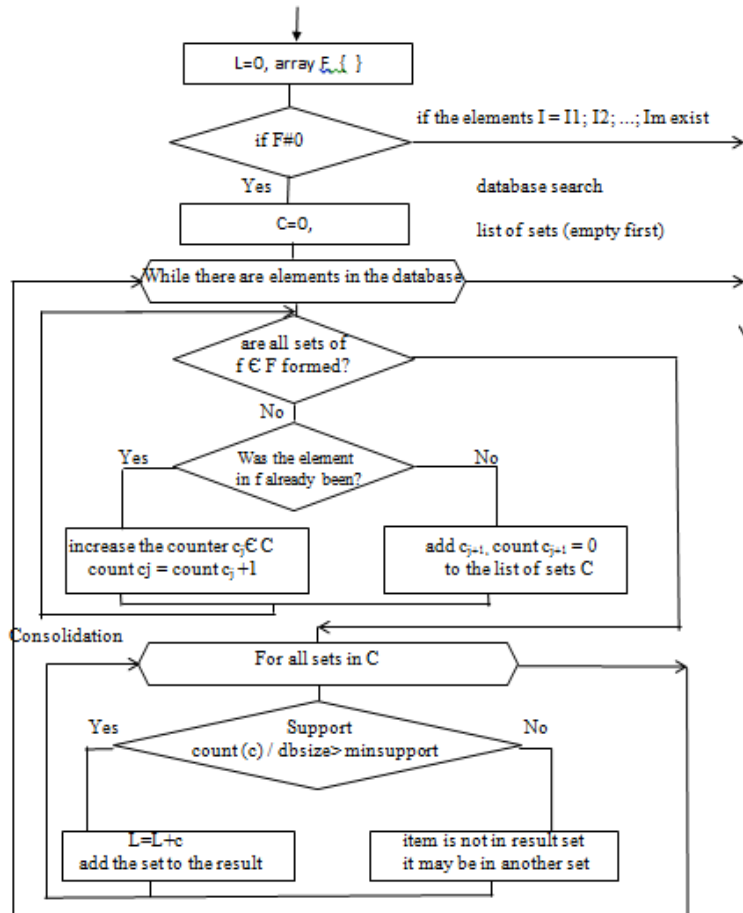 L=0, array F { }
if F#0
if the elements I = I1; I2; ...; Im exist
Yes
database search
C=0,
list of sets (empty first)
While there are elements in the database
are all sets of
f Є F formed?
No
Yes
Was the element
in f already been?
No
increase the counter cⱼЄ C
count cj = count cⱼ +1
add cⱼ₊₁, count cⱼ₊₁ = 0
to the list of sets C
Consolidation
For all sets in C
Yes
Support
count (c) / dbsize> minsupport
No
L=L+c
add the set to the result
item is not in result set
it may be in another set